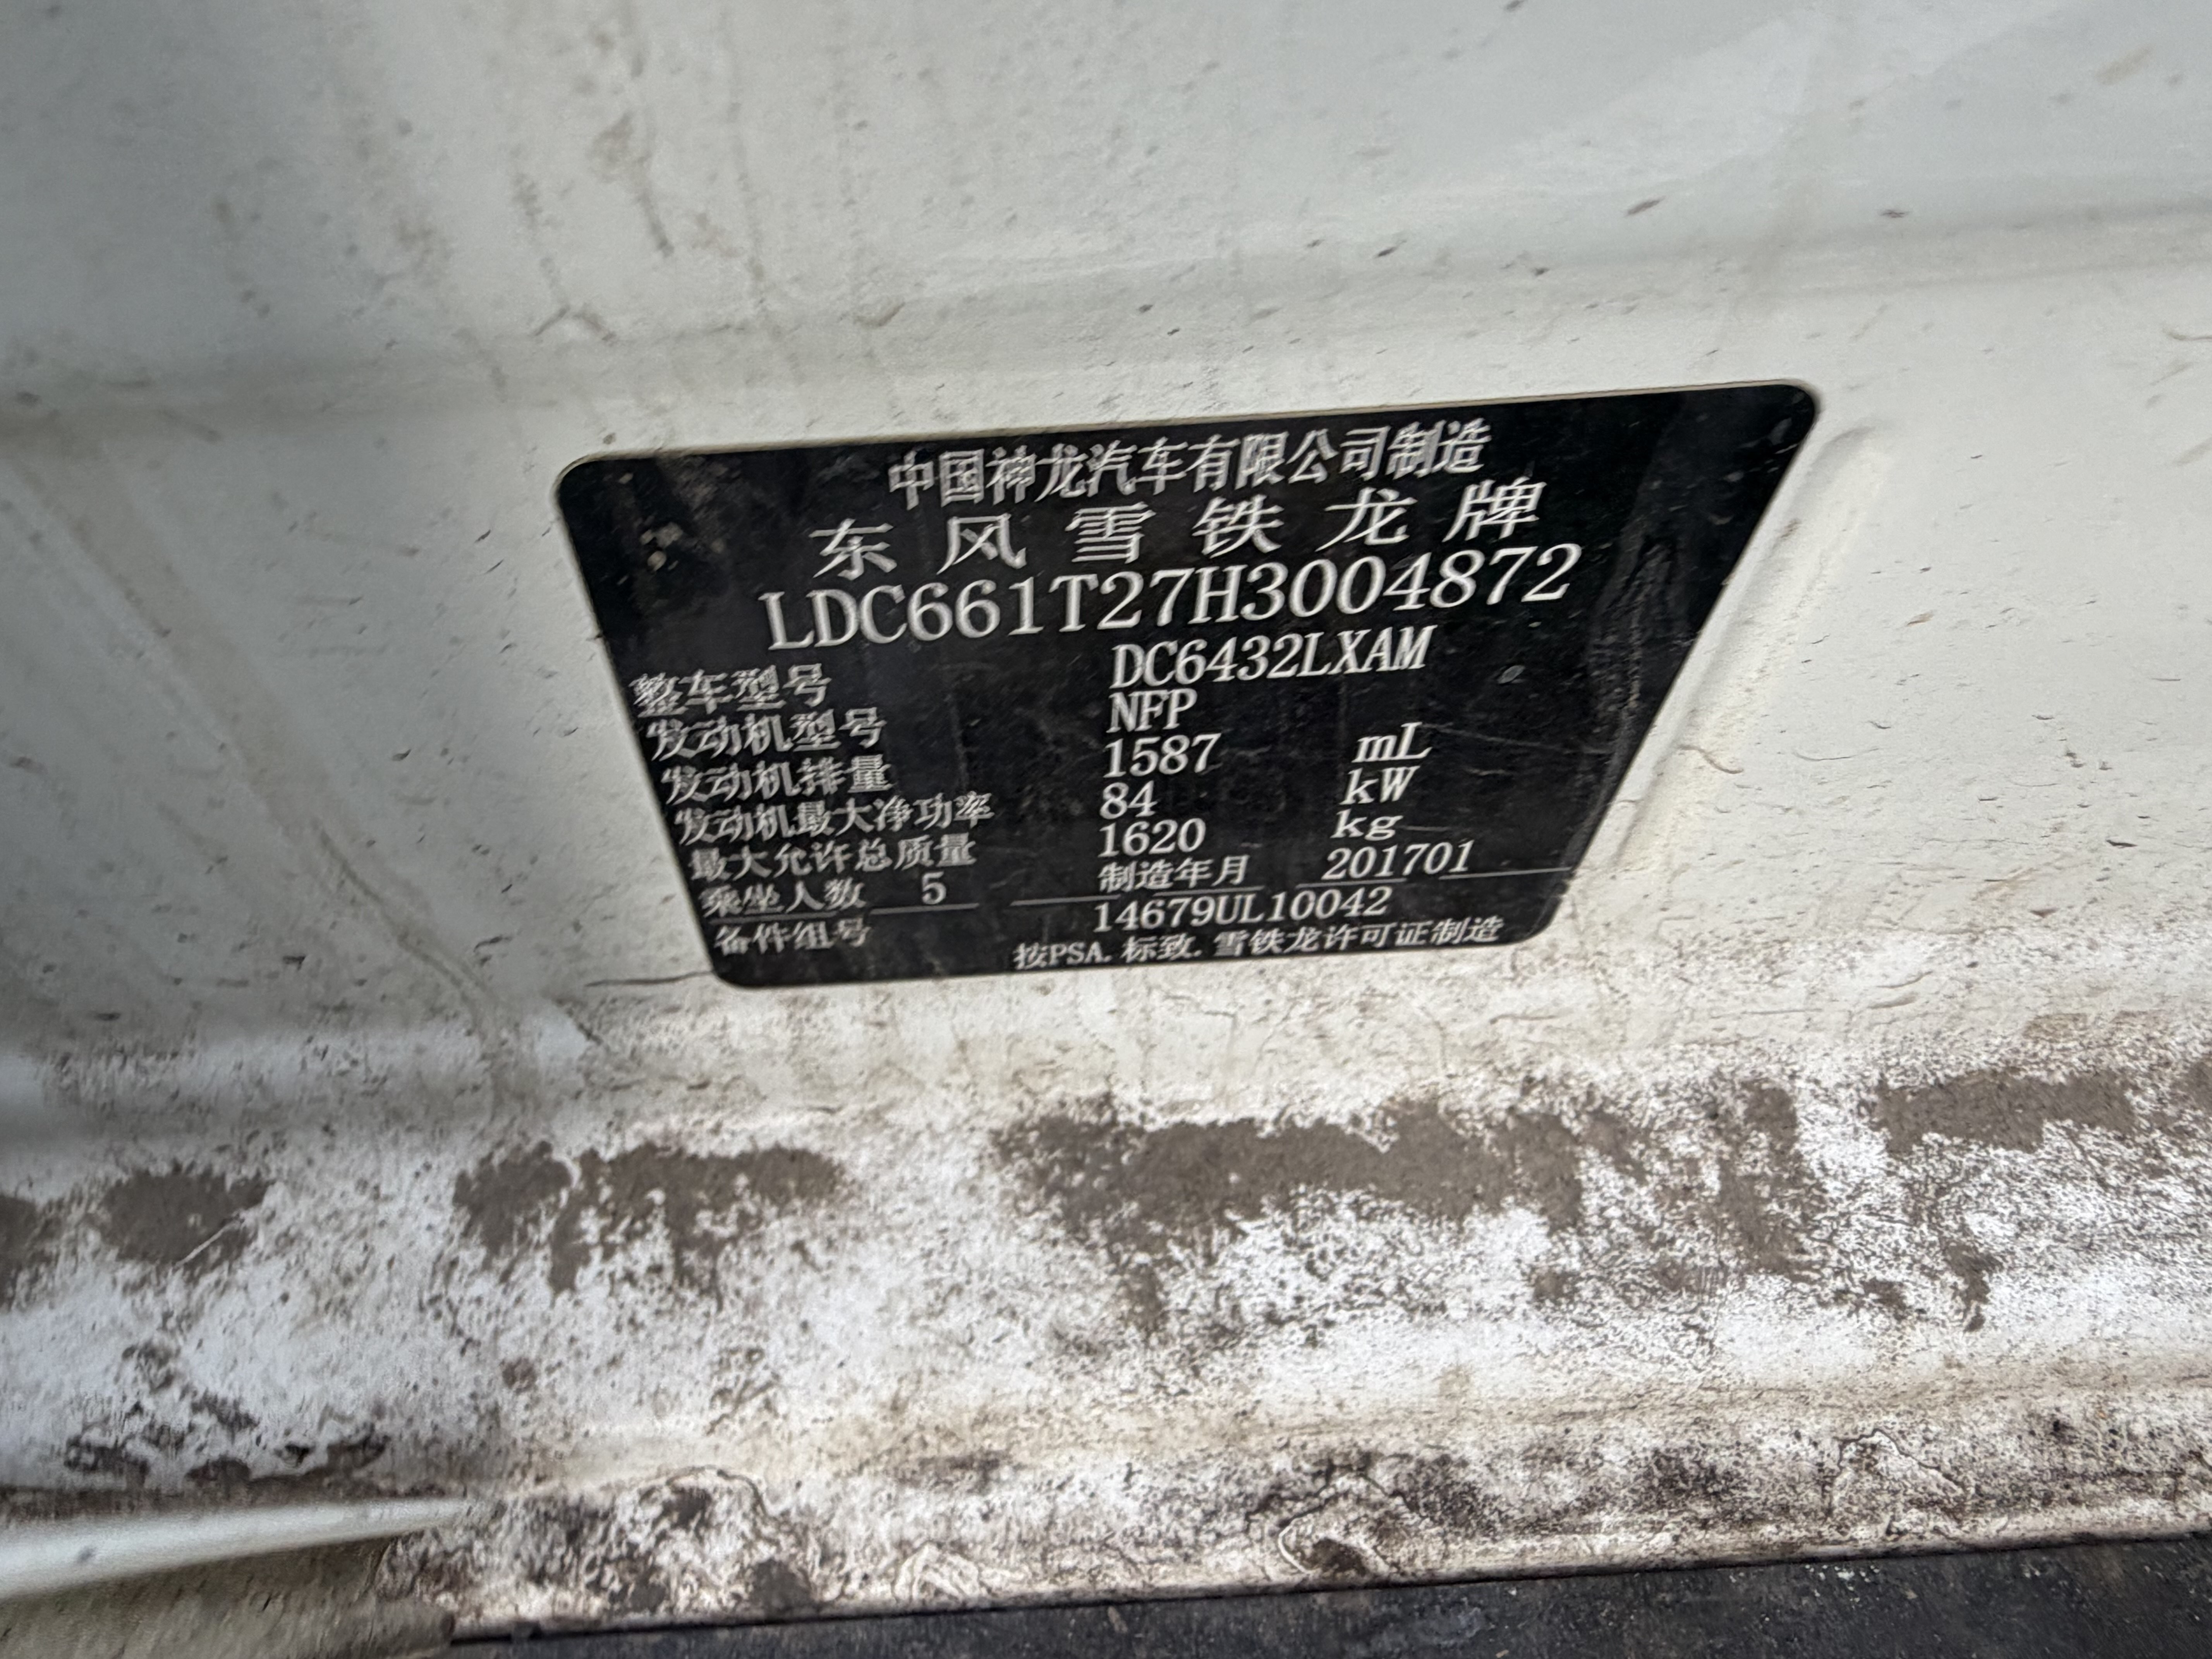 中国神龙汽车有限公司制造
东风雪铁龙牌
LDC661T27H3004872
整车型号 DC6432LXAM
发动机型号 NFP
发动机排量 1587 mL
发动机最大净功率 84 kW
最大允许总质量 1620 kg
乘坐人数 5 制造年月 201701
备件组号 14679UL10042
按PSA.标致.雪铁龙许可证制造